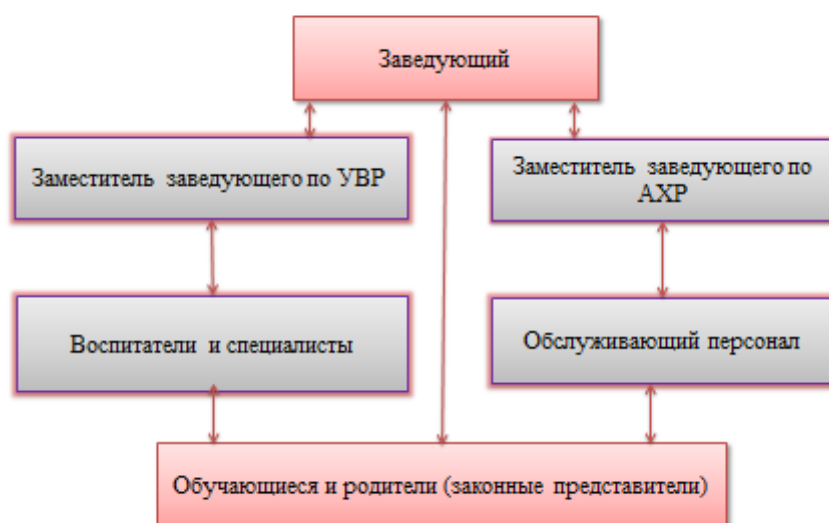 Заведующий
Заместитель заведующего по УВР
Заместитель заведующего по
АХР
Воспитатели и специалисты
Обслуживающий персонал
Обучающиеся и родители (законные представители)